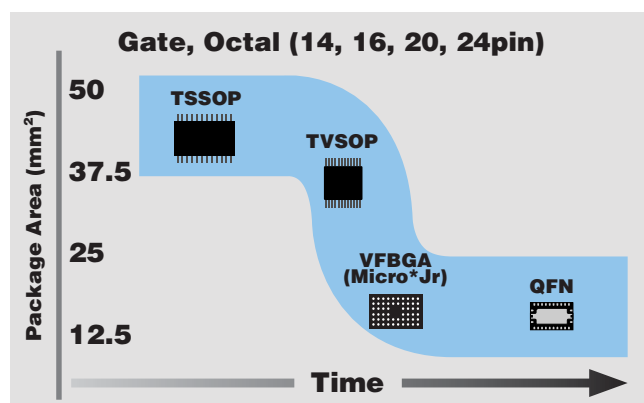 Gate, Octal (14, 16, 20, 24pin)
Package Area (mm²)
50
37.5
25
12.5
TSSOP
TVSOP
VFBGA
(Micro*Jr)
QFN
Time